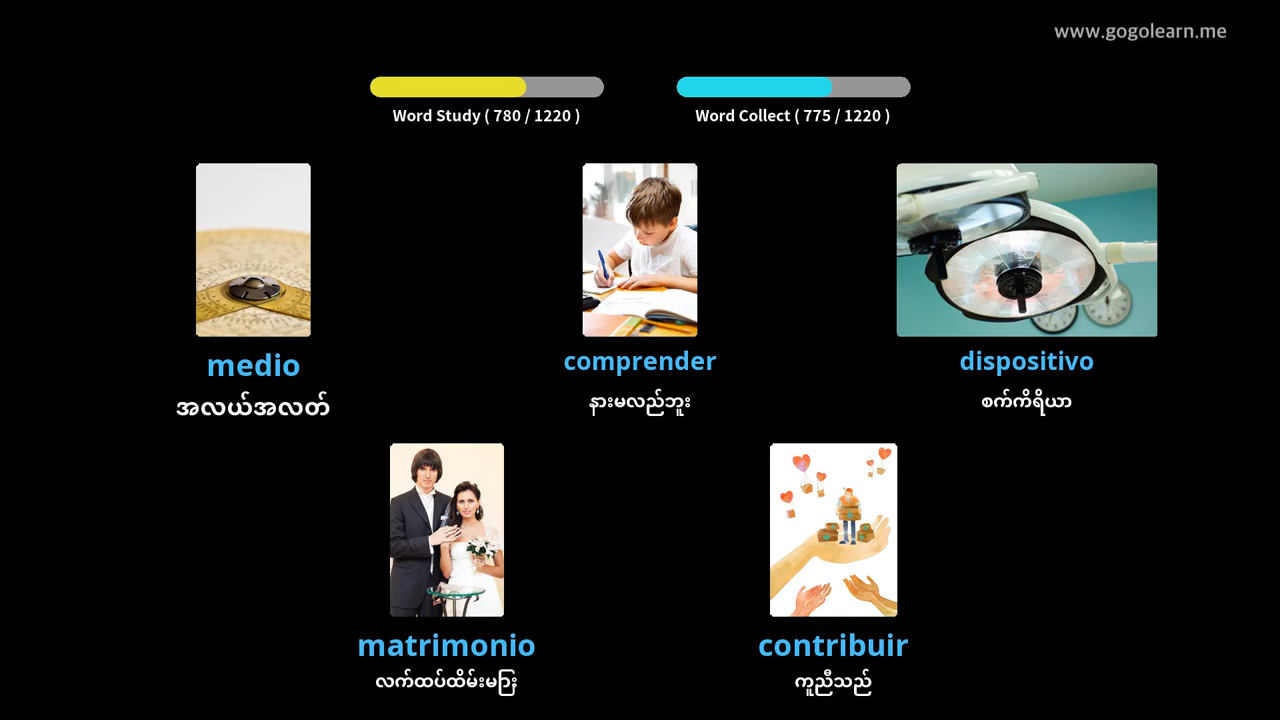 www.gogolearn.me
Word Study ( 780 / 1220 )
Word Collect ( 775 / 1220 )
medio
အလယ်အလတ်
comprender
နားမလည်ဘူး
dispositivo
စက်ကိရိယာ
matrimonio
လက်ထပ်ထိမ်းမြား
contribuir
ကူညီသည်